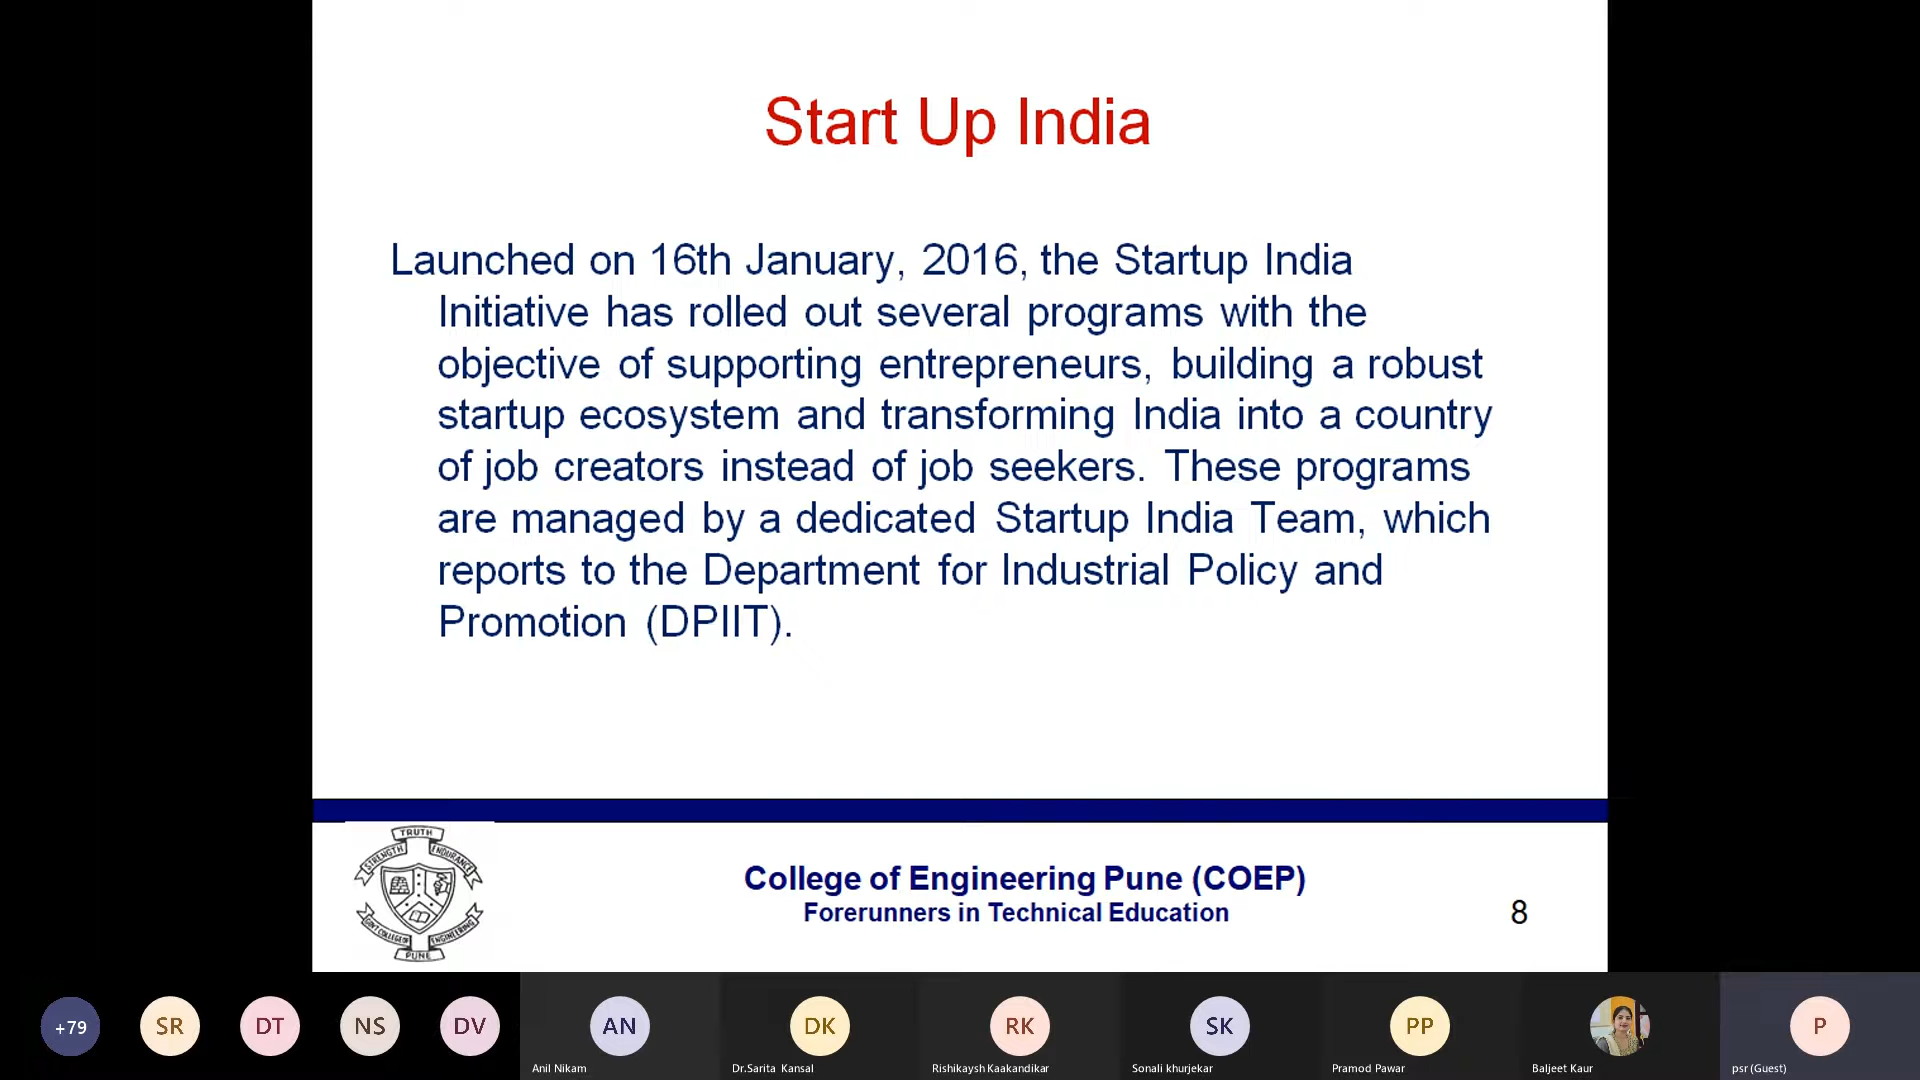 Start Up India
Launched on 16th January, 2016, the Startup India
Initiative has rolled out several programs with the
objective of supporting entrepreneurs, building a robust
startup ecosystem and transforming India into a country
of job creators instead of job seekers. These programs
are managed by a dedicated Startup India Team, which
reports to the Department for Industrial Policy and
Promotion (DPIIT).
TRUTH
STRENGTH
ENDURANCE
GOVT COLLEGE OF
ENGINEERING
PUNE
College of Engineering Pune (COEP)
Forerunners in Technical Education
8
+79
SR
DT
NS
DV
AN
DK
RK
SK
PP
P
Anil Nikam
Dr.Sarita Kansal
Rishikaysh Kaakandikar
Sonali khurjekar
Pramod Pawar
Baljeet Kaur
psr (Guest)